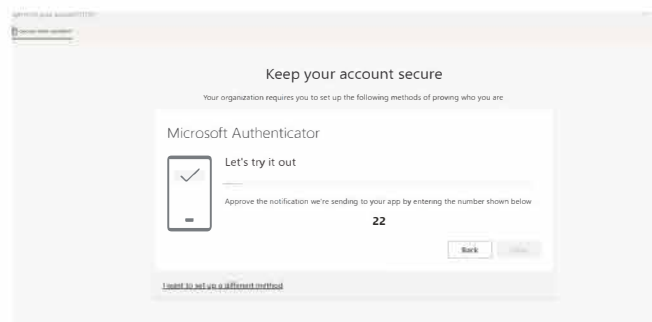 Keep your account secure
Your organization requires you to set up the following methods of proving who you are
Microsoft Authenticator
Let's try it out
Approve the notification we're sending to your app by entering the number shown below
22
Back
I want to set up a different method